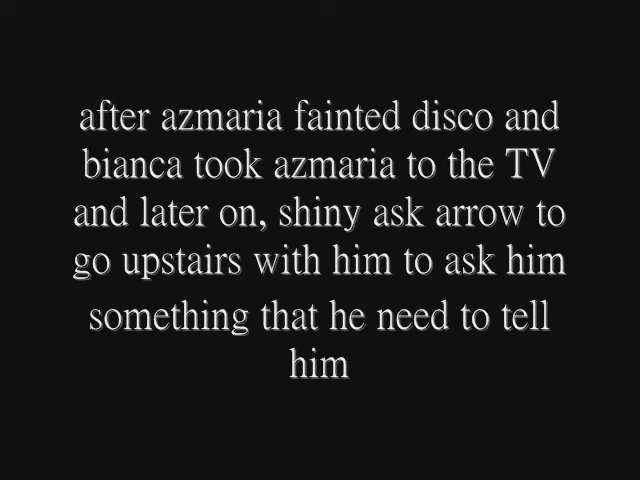 after azmaria fainted disco and
bianca took azmaria to the TV
and later on, shiny ask arrow to
go upstairs with him to ask him
something that he need to tell
him